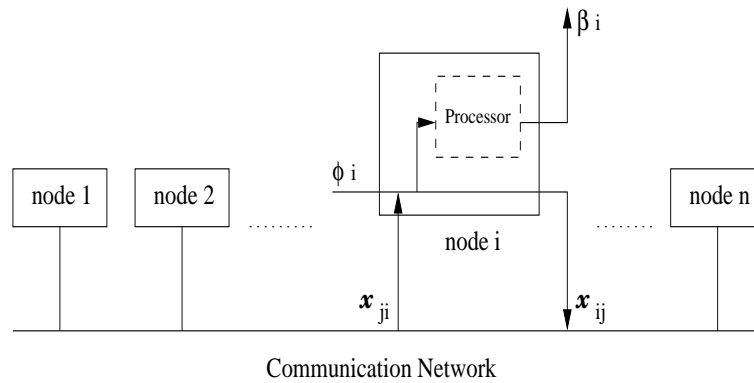 β i
Processor
ϕ i
node 1
node 2
........
node i
........
node n
x ji
x ij
Communication Network